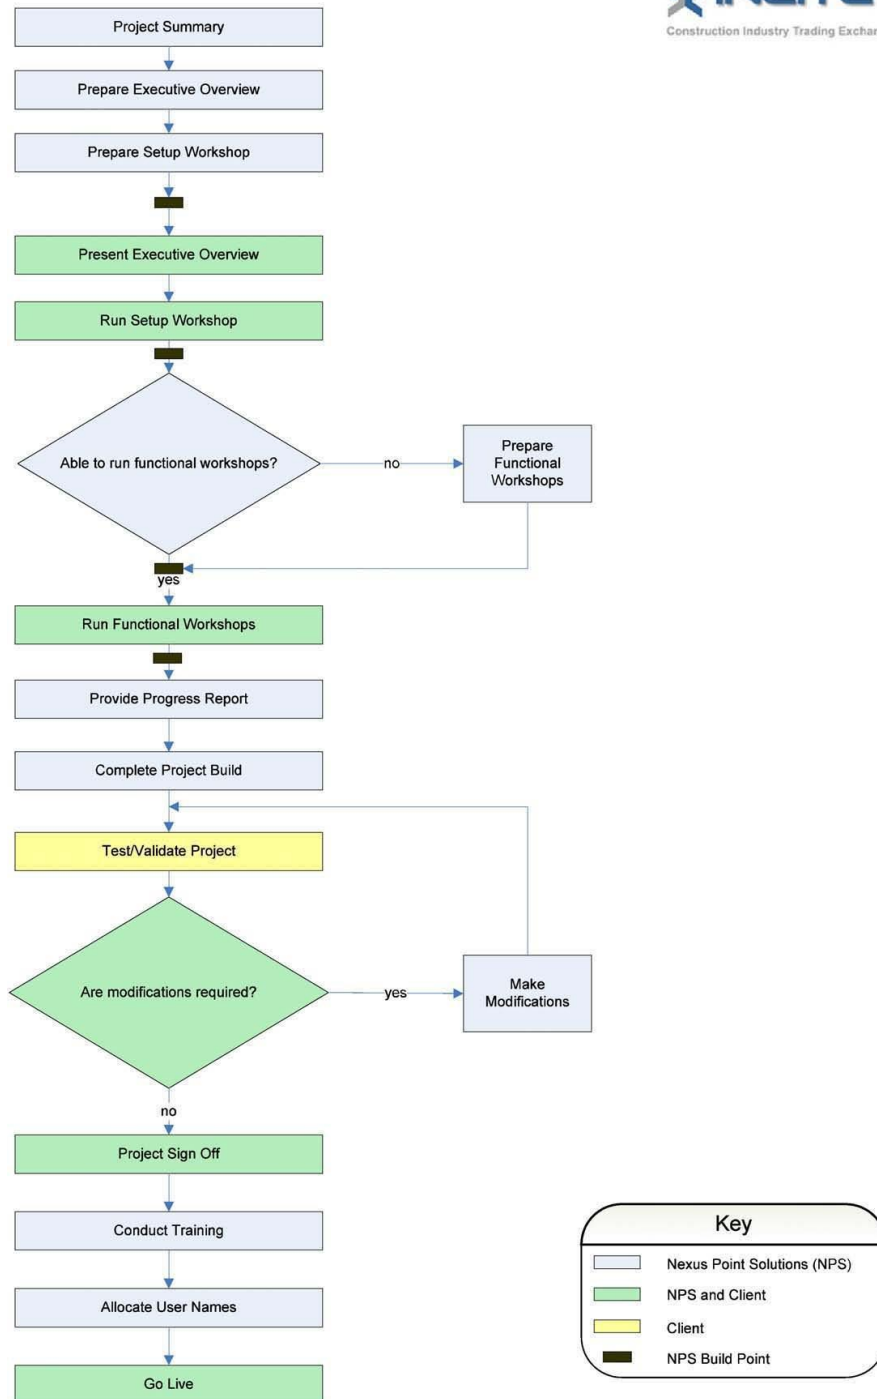 Construction Industry Trading
Project Summary
Prepare Executive Overview
Prepare Setup Workshop
Present Executive Overview
Run Setup Workshop
Able to run functional workshops?
no
Prepare
Functional
Workshops
yes
Run Functional Workshops
Provide Progress Report
Complete Project Build
Test/Validate Project
Are modifications required?
yes
Make
Modifications
no
Project Sign Off
Conduct Training
Allocate User Names
Go Live
Key
Nexus Point Solutions (NPS)
NPS and Client
Client
NPS Build Point